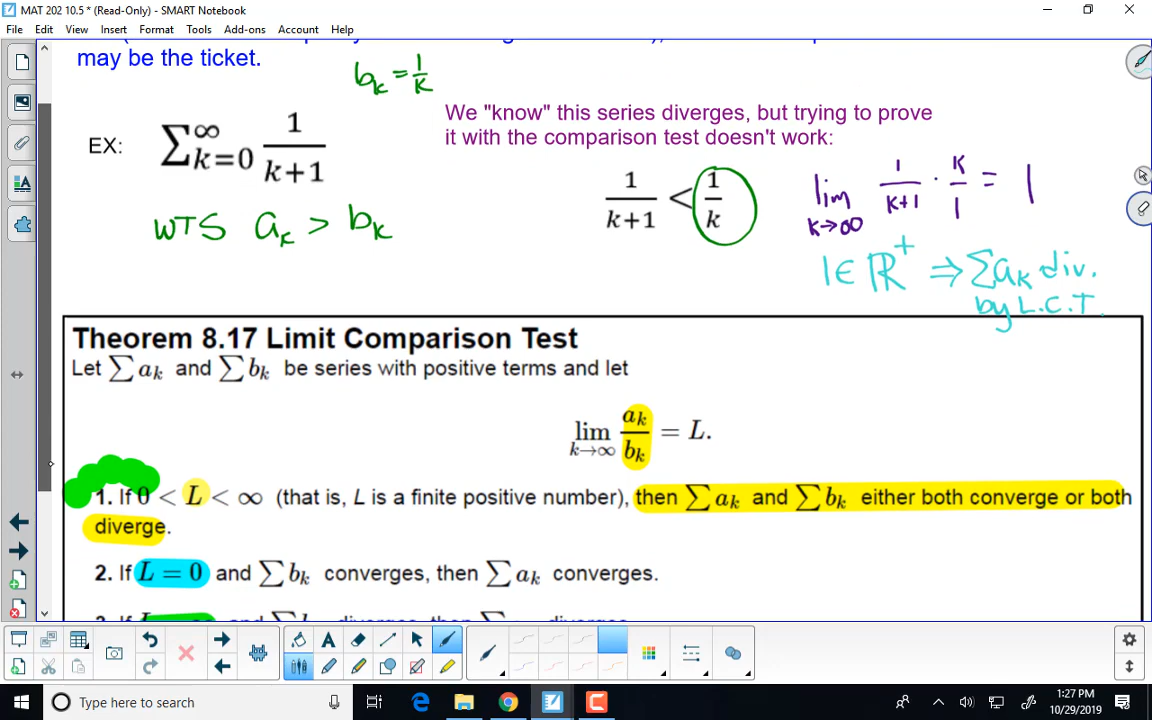 MAT 202 10.5 * (Read-Only) - SMART Notebook
File Edit View Insert Format Tools Add-ons Account Help
may be the ticket.
b_k = 1/k
We "know" this series diverges, but trying to prove
it with the comparison test doesn't work:
EX: ∑_{k=0}^{∞} 1/(k+1)
1/(k+1) < 1/k
lim_{k→∞} 1/(k+1) · k/1 = 1
WTS a_k > b_k
1 ∈ ℝ⁺ ⇒ ∑a_k div.
by L.C.T.
Theorem 8.17 Limit Comparison Test
Let ∑ a_k and ∑ b_k be series with positive terms and let
lim_{k→∞} a_k/b_k = L.
1. If 0 < L < ∞ (that is, L is a finite positive number), then ∑ a_k and ∑ b_k either both converge or both
diverge.
2. If L = 0 and ∑ b_k converges, then ∑ a_k converges.
Type here to search
1:27 PM
10/29/2019